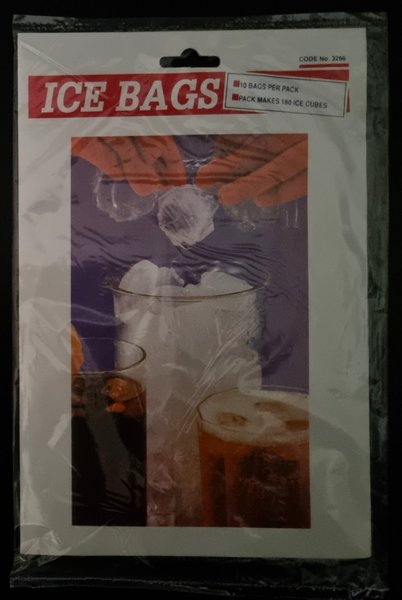 CODE No. 3266
ICE BAGS
10 BAGS PER PACK
PACK MAKES 180 ICE CUBES